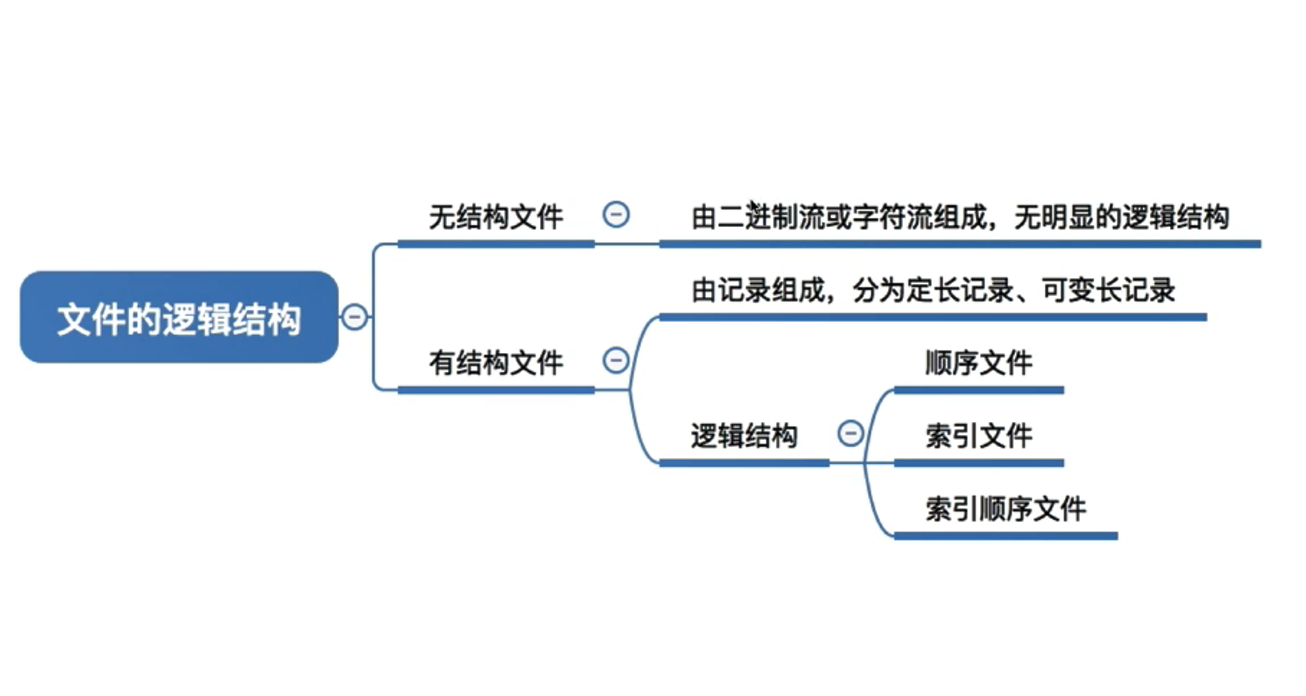 文件的逻辑结构
无结构文件
由二进制流或字符流组成，无明显的逻辑结构
有结构文件
由记录组成，分为定长记录、可变长记录
逻辑结构
顺序文件
索引文件
索引顺序文件